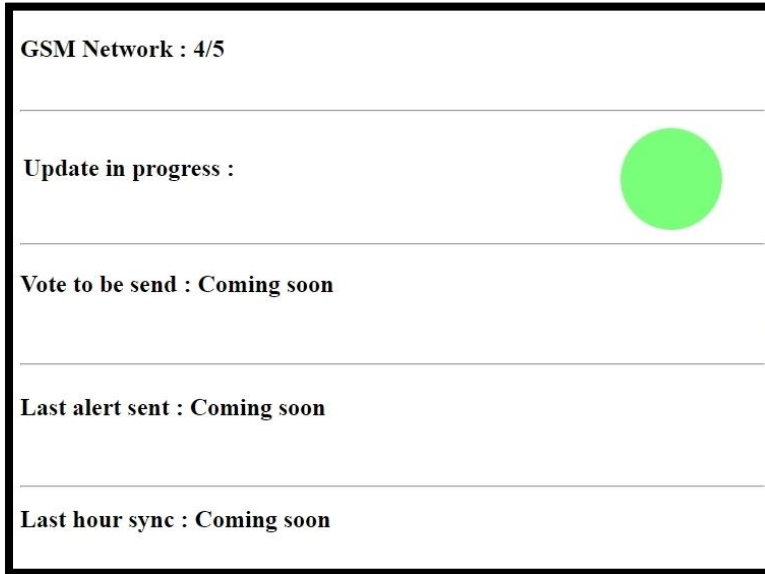 GSM Network : 4/5
Update in progress :
Vote to be send : Coming soon
Last alert sent : Coming soon
Last hour sync : Coming soon